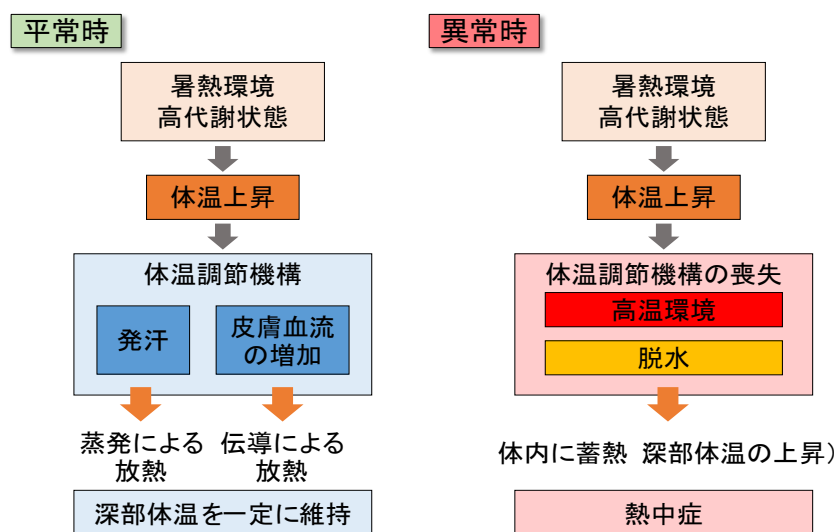 平常時
暑熱環境
高代謝状態
体温上昇
体温調節機構
発汗
皮膚血流
の増加
蒸発による
放熱
伝導による
放熱
深部体温を一定に維持
異常時
暑熱環境
高代謝状態
体温上昇
体温調節機構の喪失
高温環境
脱水
体内に蓄熱 深部体温の上昇）
熱中症